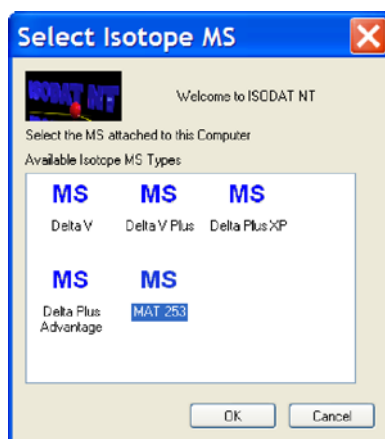 Select Isotope MS
ISODAT NT
Welcome to ISODAT NT
Select the MS attached to this Computer
Available Isotope MS Types
MS MS MS
Delta V Delta V Plus Delta Plus XP
MS MS
Delta Plus MAT 253
Advantage
OK Cancel